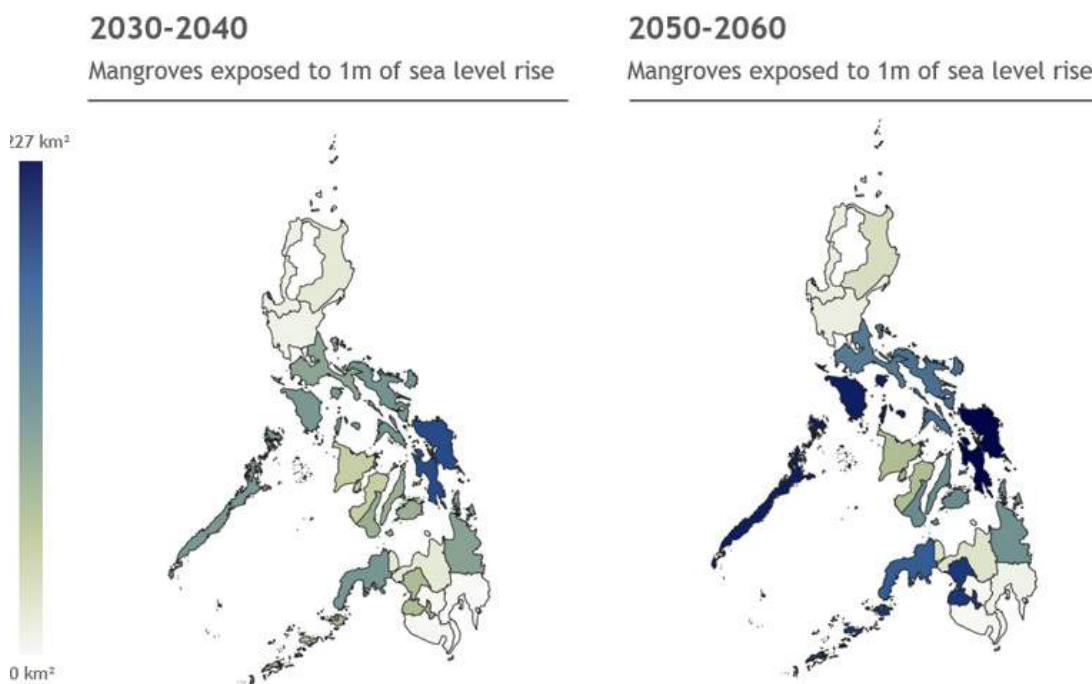 2030-2040
Mangroves exposed to 1m of sea level rise
2050-2060
Mangroves exposed to 1m of sea level rise
227 km²
0 km²